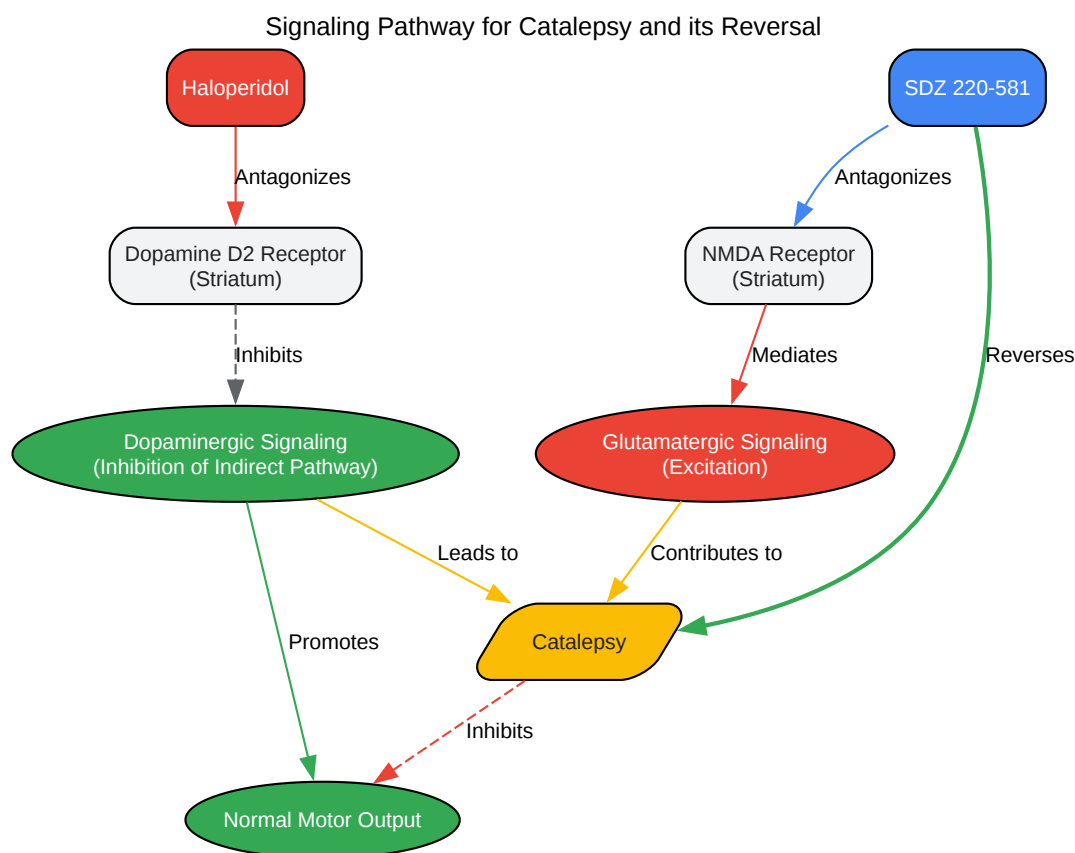 Signaling Pathway for Catalepsy and its Reversal
Haloperidol
SDZ 220-581
Antagonizes
Antagonizes
Dopamine D2 Receptor
(Striatum)
NMDA Receptor
(Striatum)
Inhibits
Mediates
Reverses
Dopaminergic Signaling
(Inhibition of Indirect Pathway)
Glutamatergic Signaling
(Excitation)
Leads to
Contributes to
Promotes
Catalepsy
Inhibits
Normal Motor Output